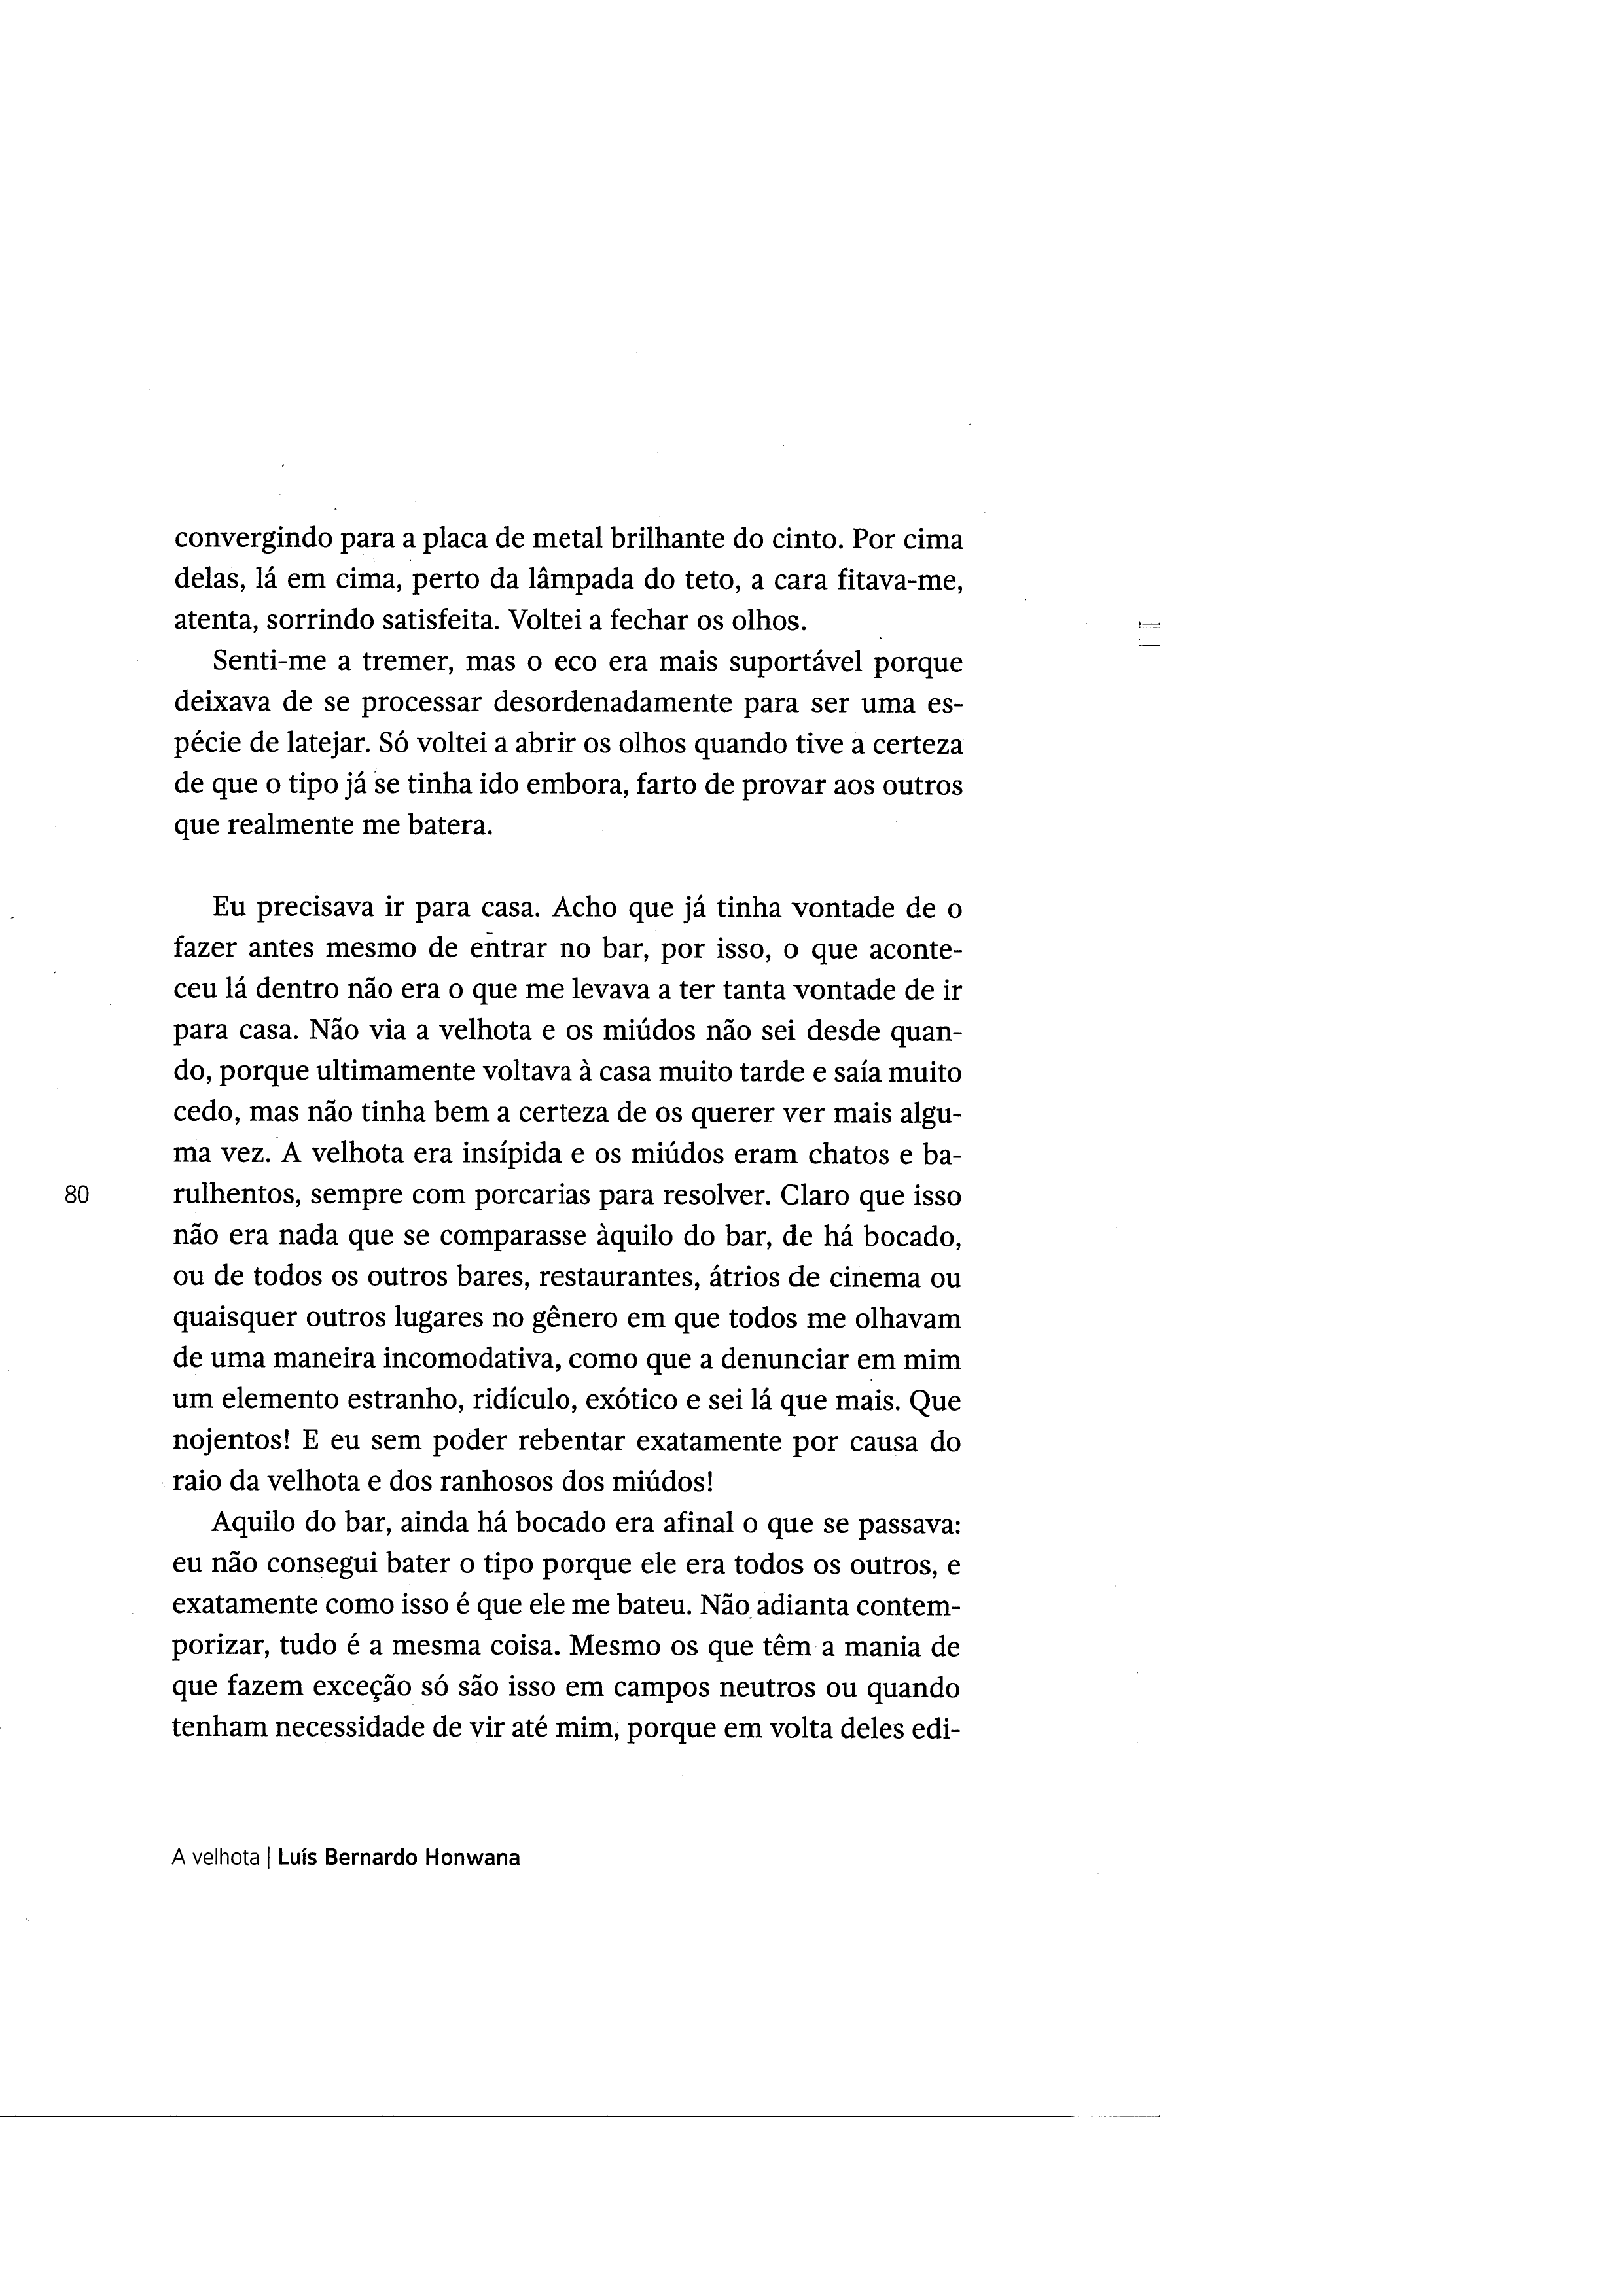 convergindo para a placa de metal brilhante do cinto. Por cima
delas, lá em cima, perto da lâmpada do teto, a cara fitava-me,
atenta, sorrindo satisfeita. Voltei a fechar os olhos.
Senti-me a tremer, mas o eco era mais suportável porque
deixava de se processar desordenadamente para ser uma es-
pécie de latejar. Só voltei a abrir os olhos quando tive a certeza
de que o tipo já se tinha ido embora, farto de provar aos outros
que realmente me batera.
Eu precisava ir para casa. Acho que já tinha vontade de o
fazer antes mesmo de entrar no bar, por isso, o que aconte-
ceu lá dentro não era o que me levava a ter tanta vontade de ir
para casa. Não via a velhota e os miúdos não sei desde quan-
do, porque ultimamente voltava à casa muito tarde e saía muito
cedo, mas não tinha bem a certeza de os querer ver mais algu-
ma vez. A velhota era insípida e os miúdos eram chatos e ba-
80
rulhentos, sempre com porcarias para resolver. Claro que isso
não era nada que se comparasse àquilo do bar, de há bocado,
ou de todos os outros bares, restaurantes, átrios de cinema ou
quaisquer outros lugares no gênero em que todos me olhavam
de uma maneira incomodativa, como que a denunciar em mim
um elemento estranho, ridículo, exótico e sei lá que mais. Que
nojentos! E eu sem poder rebentar exatamente por causa do
raio da velhota e dos ranhosos dos miúdos!
Aquilo do bar, ainda há bocado era afinal o que se passava:
eu não consegui bater o tipo porque ele era todos os outros, e
exatamente como isso é que ele me bateu. Não adianta contem-
porizar, tudo é a mesma coisa. Mesmo os que têm a mania de
que fazem exceção só são isso em campos neutros ou quando
tenham necessidade de vir até mim, porque em volta deles edi-
A velhota | Luís Bernardo Honwana